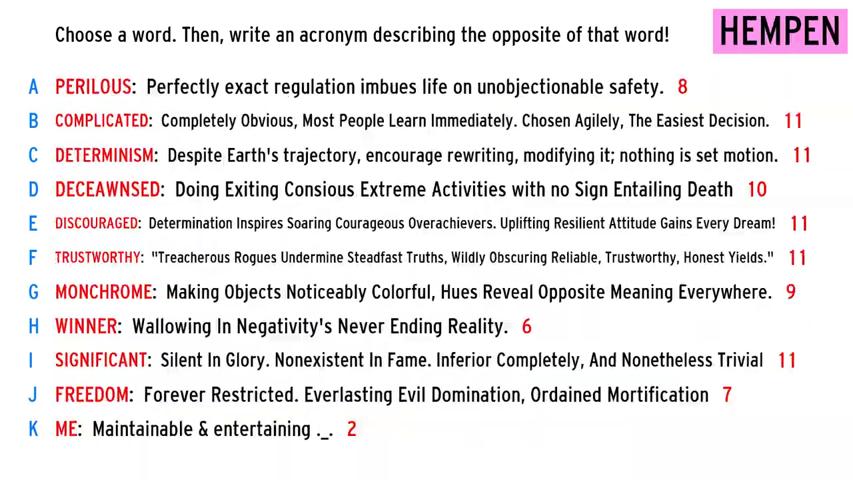 Choose a word. Then, write an acronym describing the opposite of that word!
HEMPEN
A PERILOUS: Perfectly exact regulation imbues life on unobjectionable safety. 8
B COMPLICATED: Completely Obvious, Most People Learn Immediately. Chosen Agilely, The Easiest Decision. 11
C DETERMINISM: Despite Earth's trajectory, encourage rewriting, modifying it; nothing is set motion. 11
D DECEAWNSED: Doing Exiting Consious Extreme Activities with no Sign Entailing Death 10
E DISCOURAGED: Determination Inspires Soaring Courageous Overachievers. Uplifting Resilient Attitude Gains Every Dream! 11
F TRUSTWORTHY: "Treacherous Rogues Undermine Steadfast Truths, Wildly Obscuring Reliable, Trustworthy, Honest Yields." 11
G MONCHROME: Making Objects Noticeably Colorful, Hues Reveal Opposite Meaning Everywhere. 9
H WINNER: Wallowing In Negativity's Never Ending Reality. 6
I SIGNIFICANT: Silent In Glory. Nonexistent In Fame. Inferior Completely, And Nonetheless Trivial 11
J FREEDOM: Forever Restricted. Everlasting Evil Domination, Ordained Mortification 7
K ME: Maintainable & entertaining ._. 2